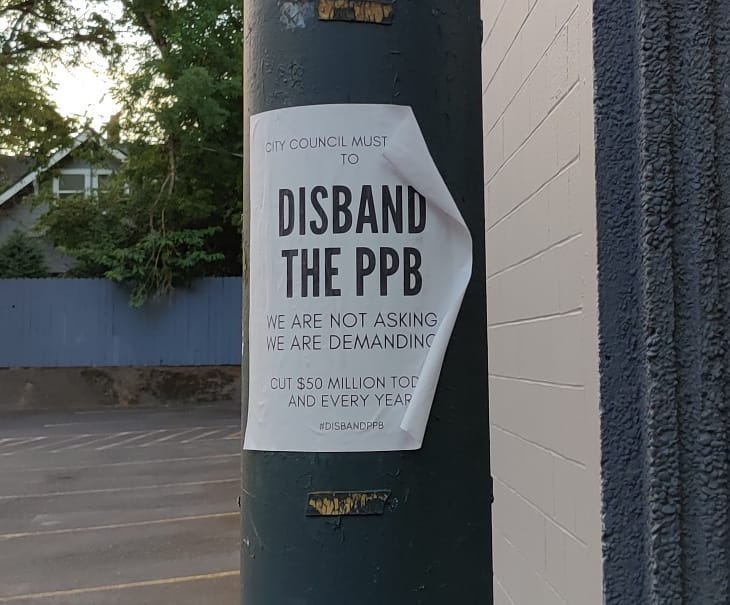 CITY COUNCIL MUST
TO
DISBAND
THE PPB
WE ARE NOT ASKING
WE ARE DEMANDING
CUT $50 MILLION
AND EVERY YEAR
#DISBANDPPB